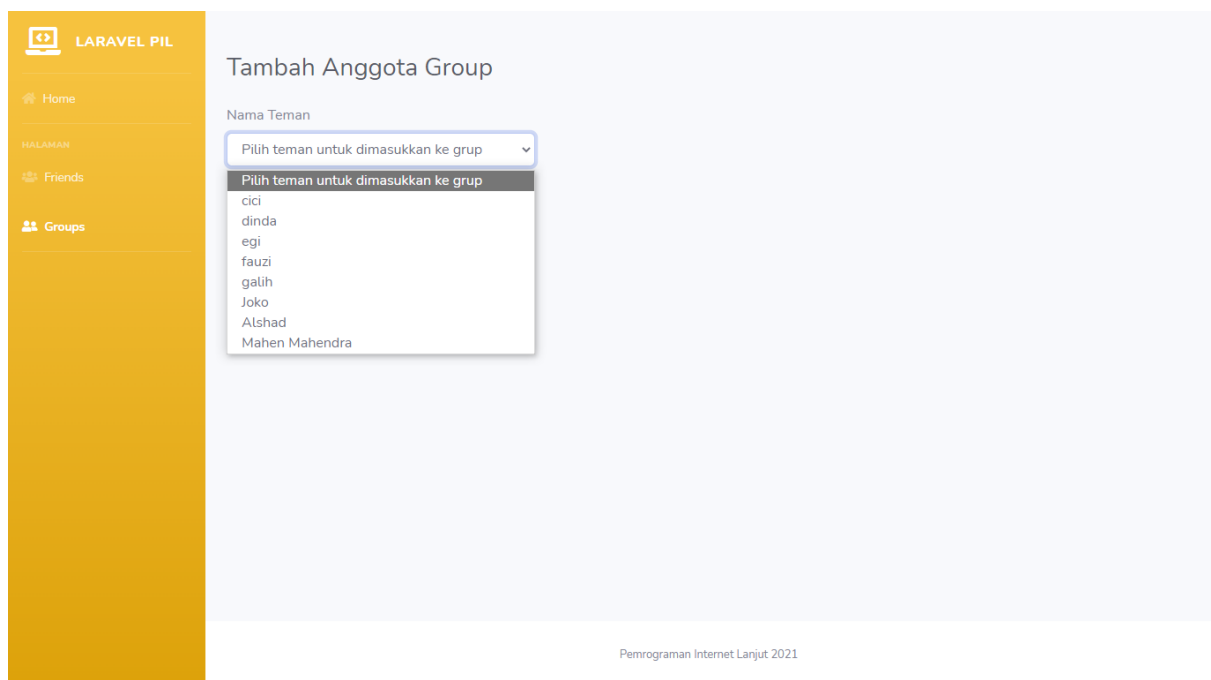 LARAVEL PIL
Home
HALAMAN
Friends
Groups
Tambah Anggota Group
Nama Teman
Pilih teman untuk dimasukkan ke grup
Pilih teman untuk dimasukkan ke grup
cici
dinda
egi
fauzi
galih
Joko
Alshad
Mahen Mahendra
Pemrograman Internet Lanjut 2021